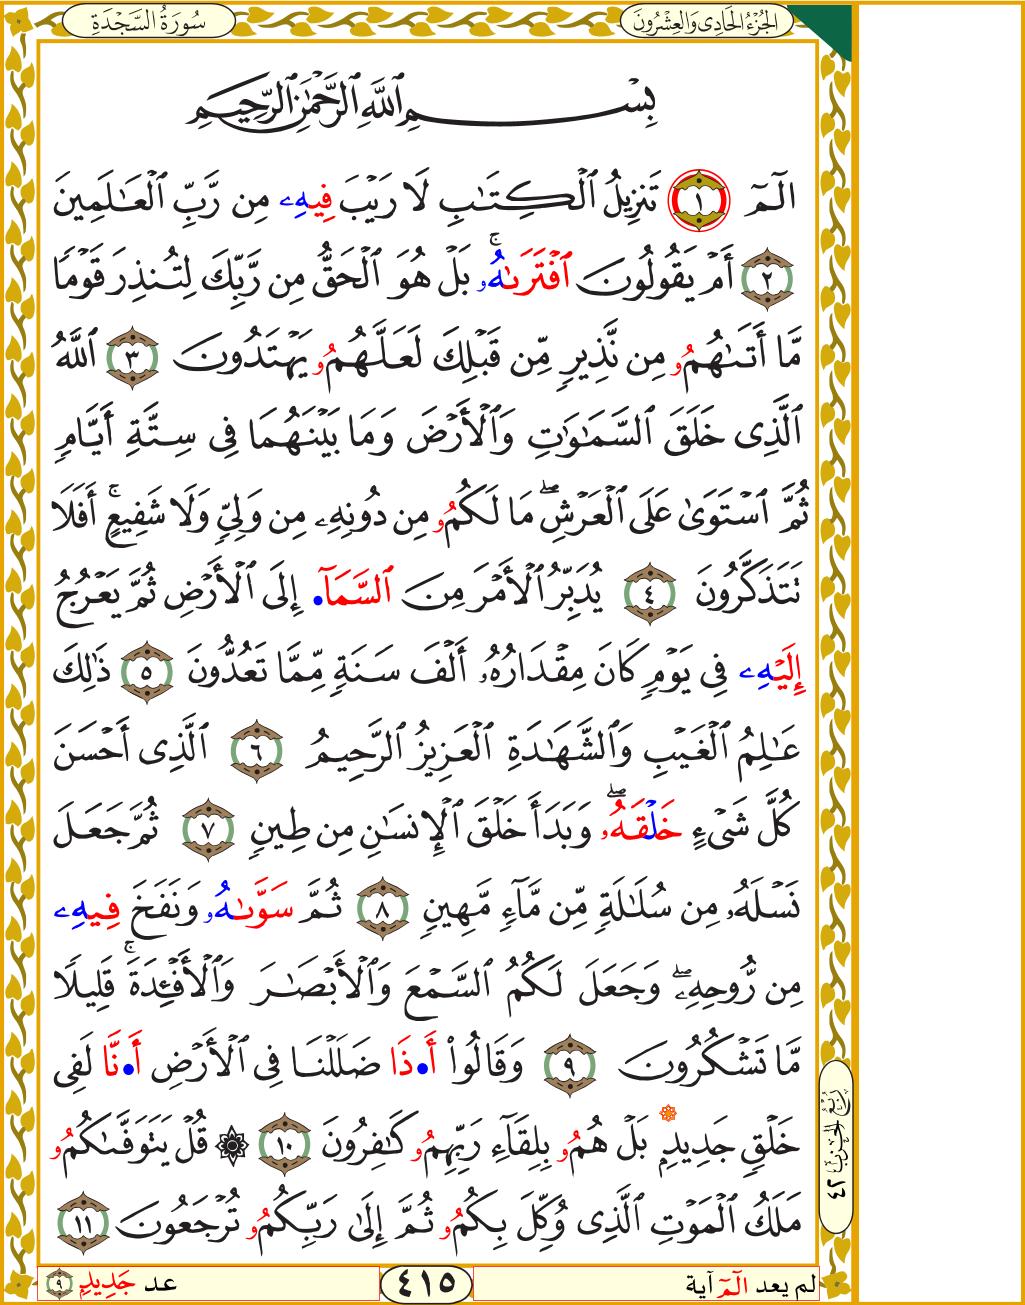 الجُزْءُ الحَادِى وَالعِشْرُونَ
سُورَةُ السَّجْدَةِ
بِسْمِ ٱللَّهِ ٱلرَّحْمَٰنِ ٱلرَّحِيمِ
الٓمٓ ١ تَنزِيلُ ٱلْكِتَٰبِ لَا رَيْبَ فِيهِۦ مِن رَّبِّ ٱلْعَٰلَمِينَ
٢ أَمْ يَقُولُونَ ٱفْتَرَىٰهُۥۚ بَلْ هُوَ ٱلْحَقُّ مِن رَّبِّكَ لِتُنذِرَ قَوْمًا
مَّا أَتَىٰهُمُۥ مِن نَّذِيرٍ مِّن قَبْلِكَ لَعَلَّهُمُۥ يَهْتَدُونَ ٣ ٱللَّهُ
ٱلَّذِى خَلَقَ ٱلسَّمَٰوَٰتِ وَٱلْأَرْضَ وَمَا بَيْنَهُمَا فِى سِتَّةِ أَيَّامٍ
ثُمَّ ٱسْتَوَىٰ عَلَى ٱلْعَرْشِۖ مَا لَكُمُۥ مِن دُونِهِۦ مِن وَلِىٍّ وَلَا شَفِيعٍۚ أَفَلَا
تَتَذَكَّرُونَ ٤ يُدَبِّرُ ٱلْأَمْرَ مِنَ ٱلسَّمَآ• إِلَى ٱلْأَرْضِ ثُمَّ يَعْرُجُ
إِلَيْهِۦ فِى يَوْمٍ كَانَ مِقْدَارُهُۥ أَلْفَ سَنَةٍ مِّمَّا تَعُدُّونَ ٥ ذَٰلِكَ
عَٰلِمُ ٱلْغَيْبِ وَٱلشَّهَٰدَةِ ٱلْعَزِيزُ ٱلرَّحِيمُ ٦ ٱلَّذِى أَحْسَنَ
كُلَّ شَىْءٍ خَلْقَهُۥۖ وَبَدَأَ خَلْقَ ٱلْإِنسَٰنِ مِن طِينٍ ٧ ثُمَّ جَعَلَ
نَسْلَهُۥ مِن سُلَٰلَةٍ مِّن مَّآءٍ مَّهِينٍ ٨ ثُمَّ سَوَّىٰهُۥ وَنَفَخَ فِيهِۦ
مِن رُّوحِهِۦۖ وَجَعَلَ لَكُمُ ٱلسَّمْعَ وَٱلْأَبْصَٰرَ وَٱلْأَفْـِٔدَةَۚ قَلِيلًا
مَّا تَشْكُرُونَ ٩ وَقَالُوا۟ أَ•ذَا ضَلَلْنَا فِى ٱلْأَرْضِ أَ•نَّا لَفِى
خَلْقٍ جَدِيدٍ بَلْ هُمُۥ بِلِقَآءِ رَبِّهِمُۥ كَٰفِرُونَ ١٠ ۞ قُلْ يَتَوَفَّىٰكُمُۥ
مَلَكُ ٱلْمَوْتِ ٱلَّذِى وُكِّلَ بِكُمُۥ ثُمَّ إِلَىٰ رَبِّكُمُۥ تُرْجَعُونَ ١١
رُبْعُ الحِزْبِ ٤٢
لم يعد الٓمٓ آية
٤١٥
عد جَدِيدٍ ٩